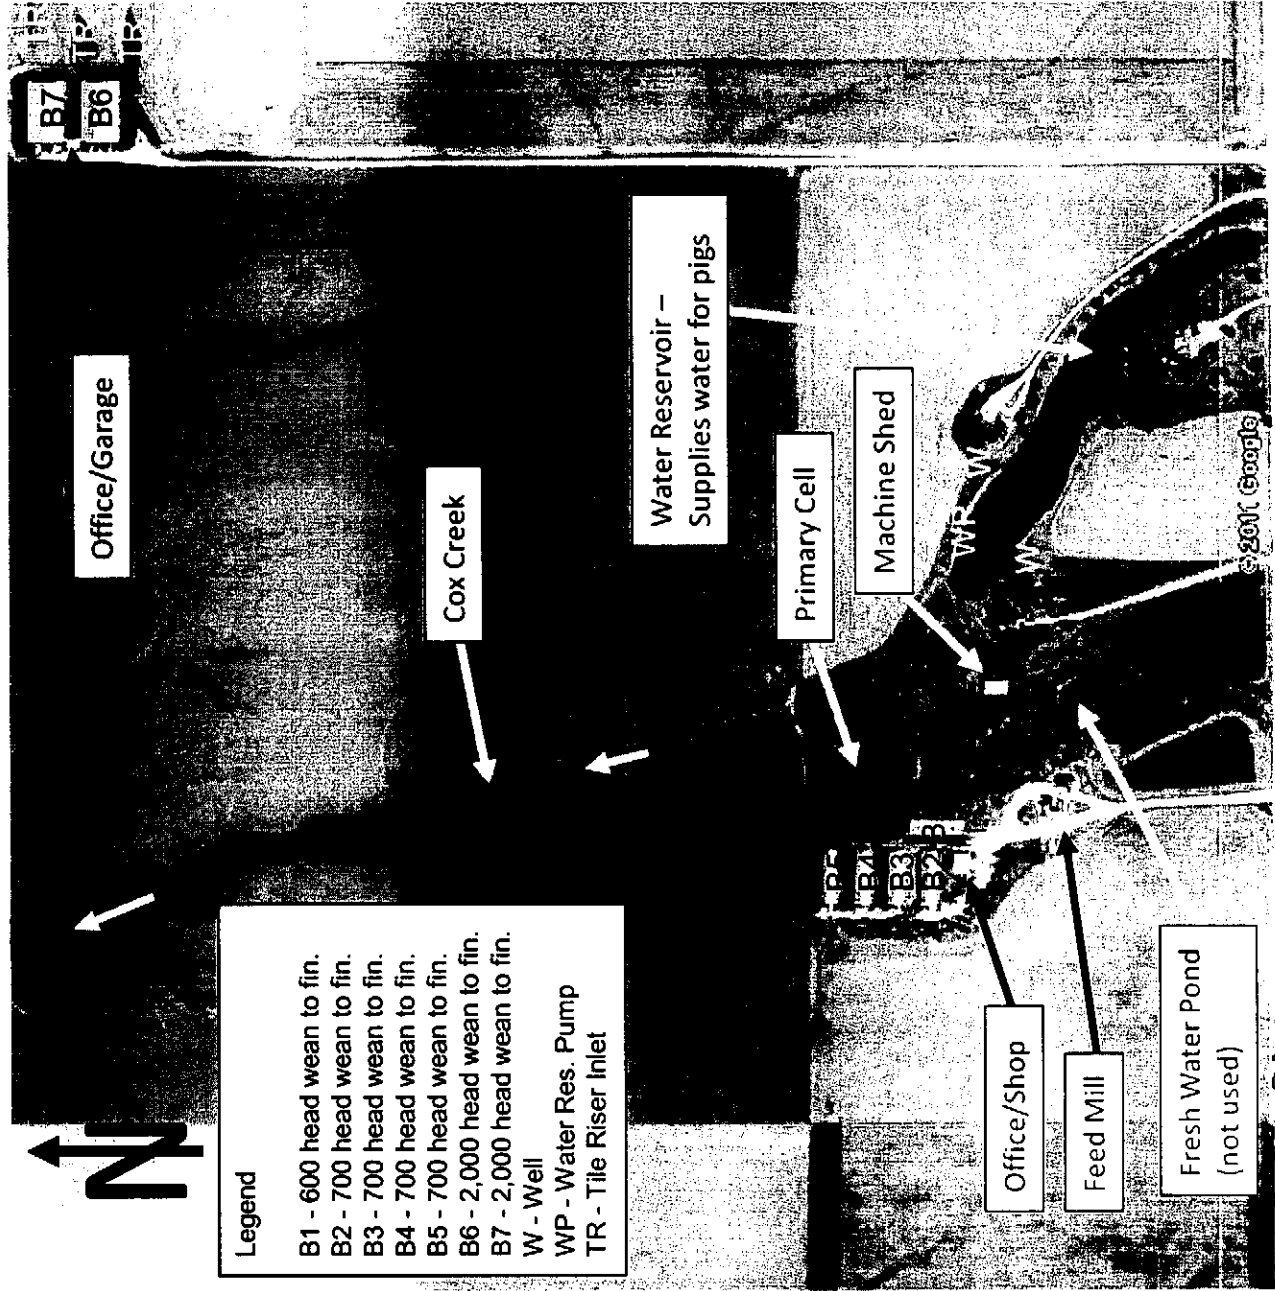 N
Legend
B1 - 600 head wean to fin.
B2 - 700 head wean to fin.
B3 - 700 head wean to fin.
B4 - 700 head wean to fin.
B5 - 700 head wean to fin.
B6 - 2,000 head wean to fin.
B7 - 2,000 head wean to fin.
W - Well
WP - Water Res. Pump
TR - Tile Riser Inlet
Office/Garage
B7
B6
Cox Creek
Water Reservoir –
Supplies water for pigs
Primary Cell
Machine Shed
W
WP
W
B5
B4
B3
B2
B
Office/Shop
Feed Mill
Fresh Water Pond
(not used)
© 2011 Google